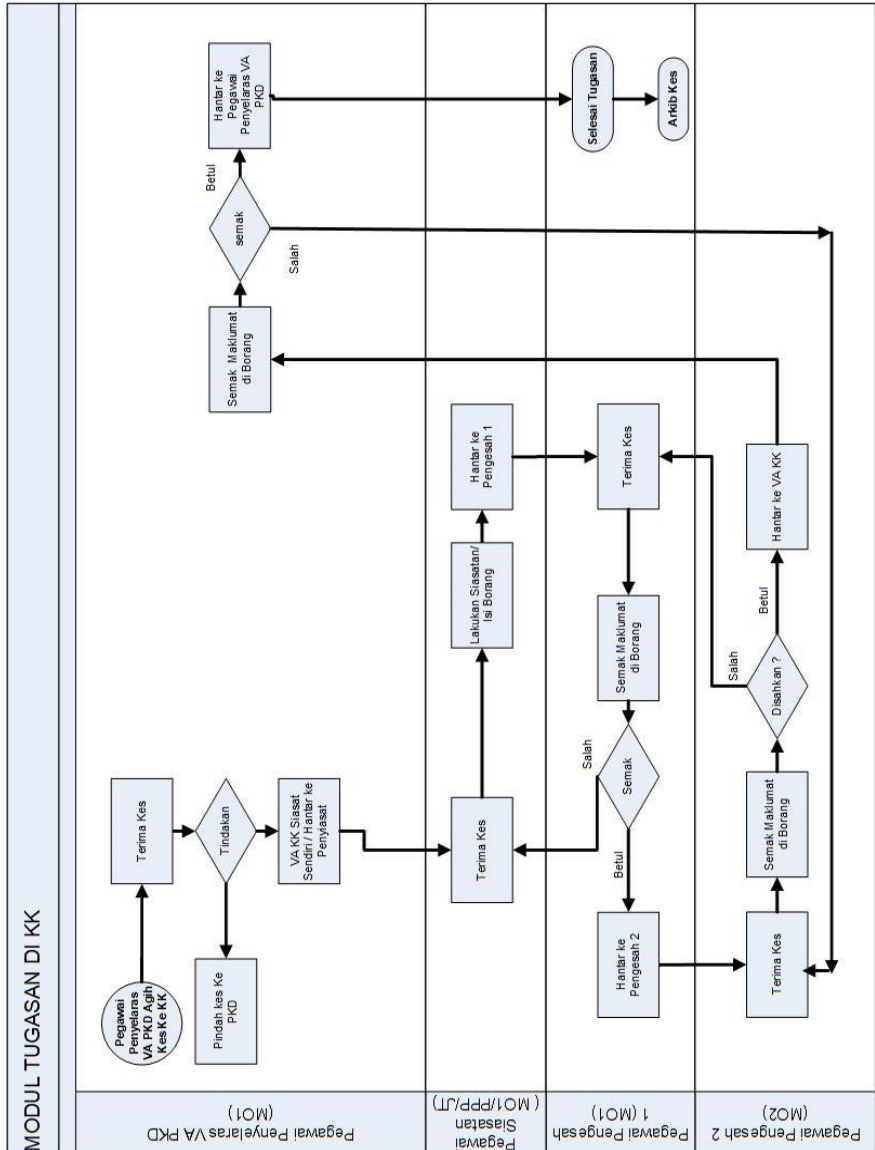 MODUL TUGASAN DI KK
Pegawai Penyelaras VA PKD
(MO1)
Pegawai
Penyelaras
VA PKD Agih
Kes Ke KK
Terima Kes
Tindakan
Pindah kes Ke
PKD
VA KK Siasat
Sendiri / Hantar ke
Penyiasat
Semak Maklumat
di Borang
semak
Betul
Salah
Hantar ke
Pegawai
Penyelaras VA
PKD
Pegawai
Siasatan
( MO1/PPP/JT)
Terima Kes
Lakukan Siasatan/
Isi Borang
Hantar ke
Pengesah 1
Pegawai Pengesah
1 (MO1)
Hantar ke
Pengesah 2
Betul
Semak
Salah
Semak Maklumat
di Borang
Terima Kes
Selesai Tugasan
Arkib Kes
Pegawai Pengesah 2
(MO2)
Terima Kes
Semak Maklumat
di Borang
Disahkan ?
Salah
Betul
Hantar ke VA KK